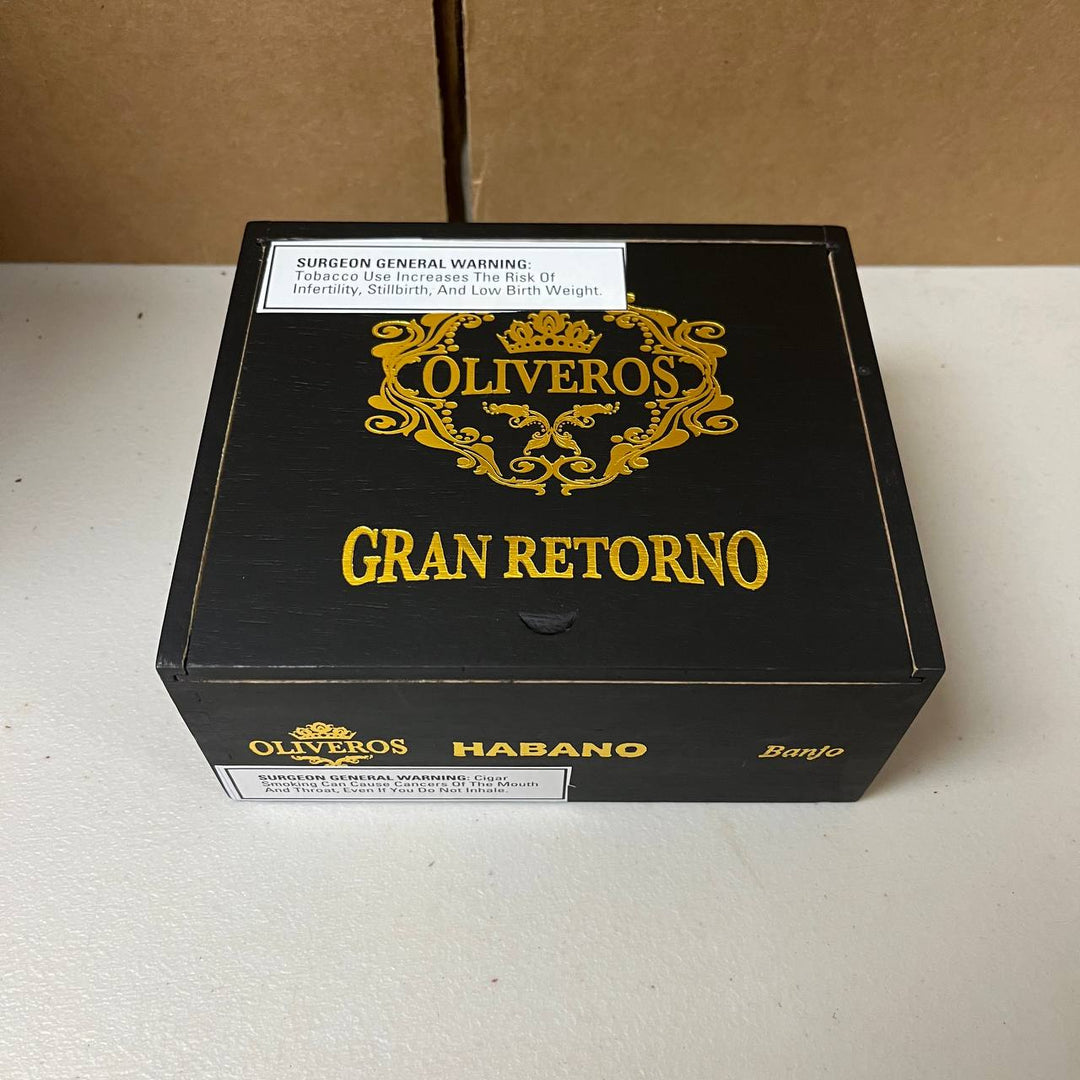 SURGEON GENERAL WARNING:
Tobacco Use Increases The Risk Of
Infertility, Stillbirth, And Low Birth Weight.
OLIVEROS
GRAN RETORNO
OLIVEROS HABANO Banjo
SURGEON GENERAL WARNING: Cigar
Smoking Can Cause Cancers Of The Mouth
And Throat, Even If You Do Not Inhale.